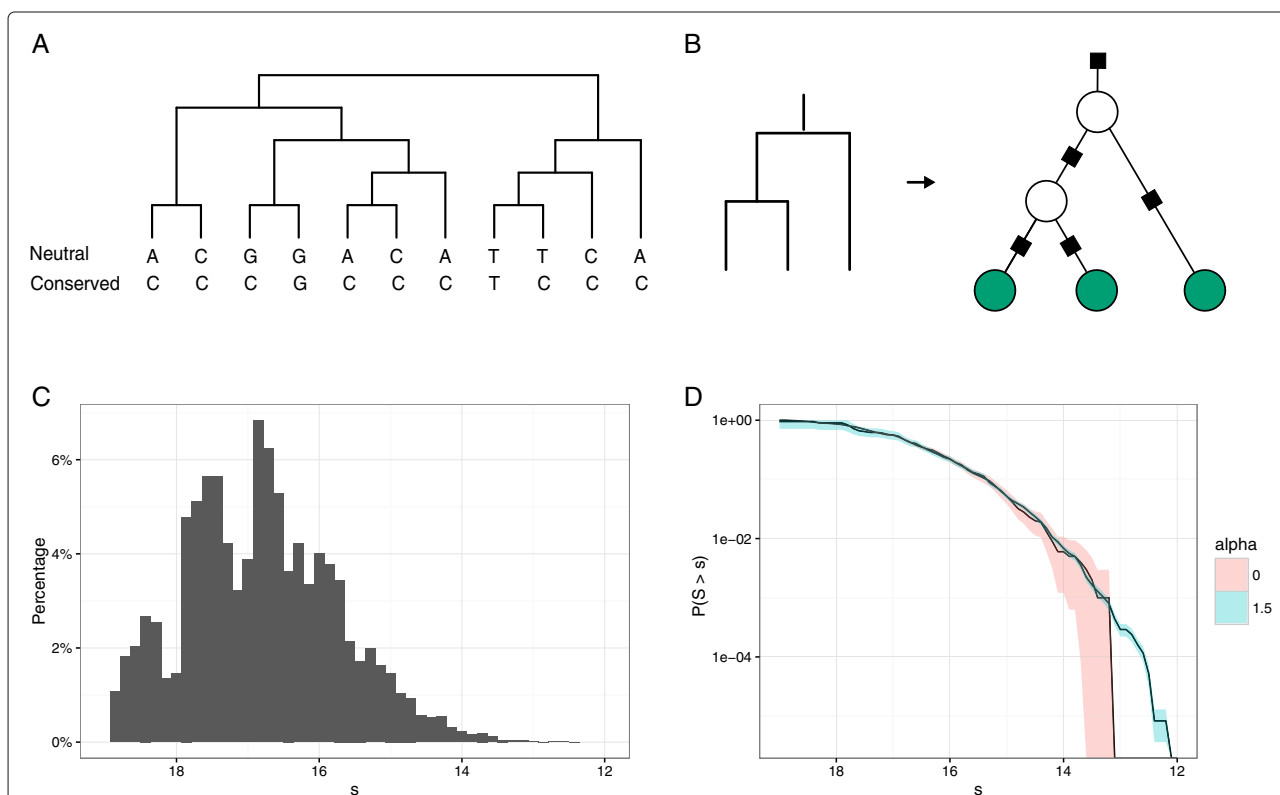 A
B
Neutral A C G G A C A T T C A
Conserved C C C G C C C T C C C
C
D
6%
4%
2%
0%
Percentage
18 16 14 12
s
1e+00
1e−02
1e−04
P(S > s)
18 16 14 12
s
alpha
0
1.5